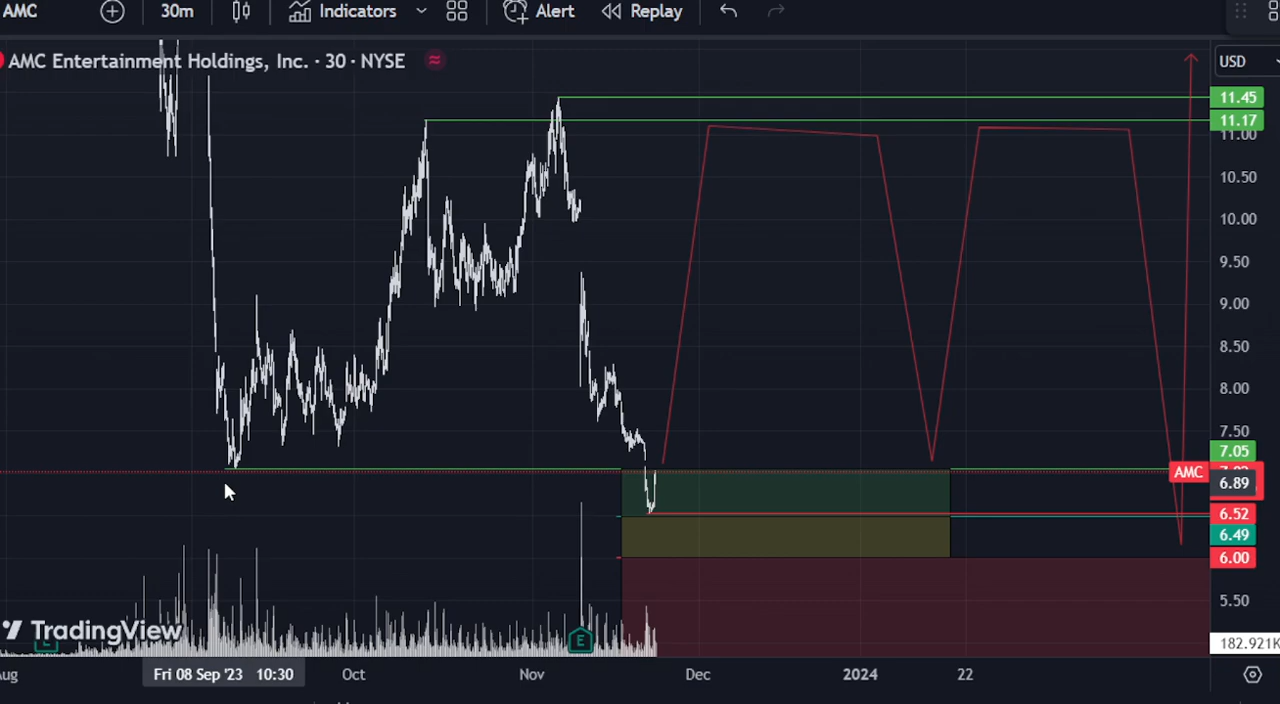 AMC 30m Indicators Alert Replay
AMC Entertainment Holdings, Inc. · 30 · NYSE
USD
11.45
11.17
11.00
10.50
10.00
9.50
9.00
8.50
8.00
7.50
7.05
AMC
6.89
6.52
6.49
6.00
5.50
TradingView
E
182.921K
Fri 08 Sep '23 10:30 Oct Nov Dec 2024 22